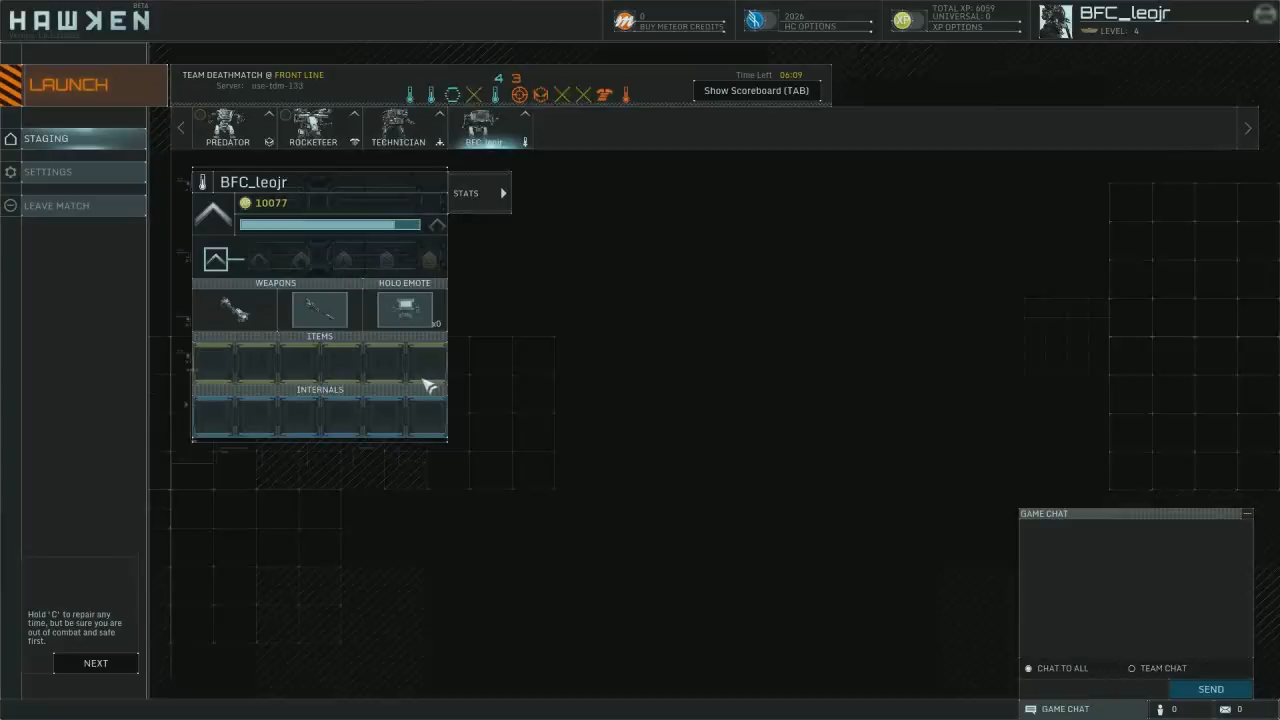 HAWKEN BETA
0
BUY METEOR CREDITS
2026
HC OPTIONS
TOTAL XP: 6059
UNIVERSAL: 0
XP OPTIONS
BFC_leojr
LEVEL: 4
LAUNCH
TEAM DEATHMATCH @ FRONT LINE
Server: use-tdm-133
4 3
Time Left 06:09
Show Scoreboard (TAB)
STAGING
SETTINGS
LEAVE MATCH
PREDATOR
ROCKETEER
TECHNICIAN
BFC_leojr
BFC_leojr
STATS
10077
WEAPONS
HOLO EMOTE
x0
ITEMS
INTERNALS
Hold 'C' to repair any
time, but be sure you are
out of combat and safe
first.
NEXT
GAME CHAT
CHAT TO ALL
TEAM CHAT
SEND
GAME CHAT
0
0